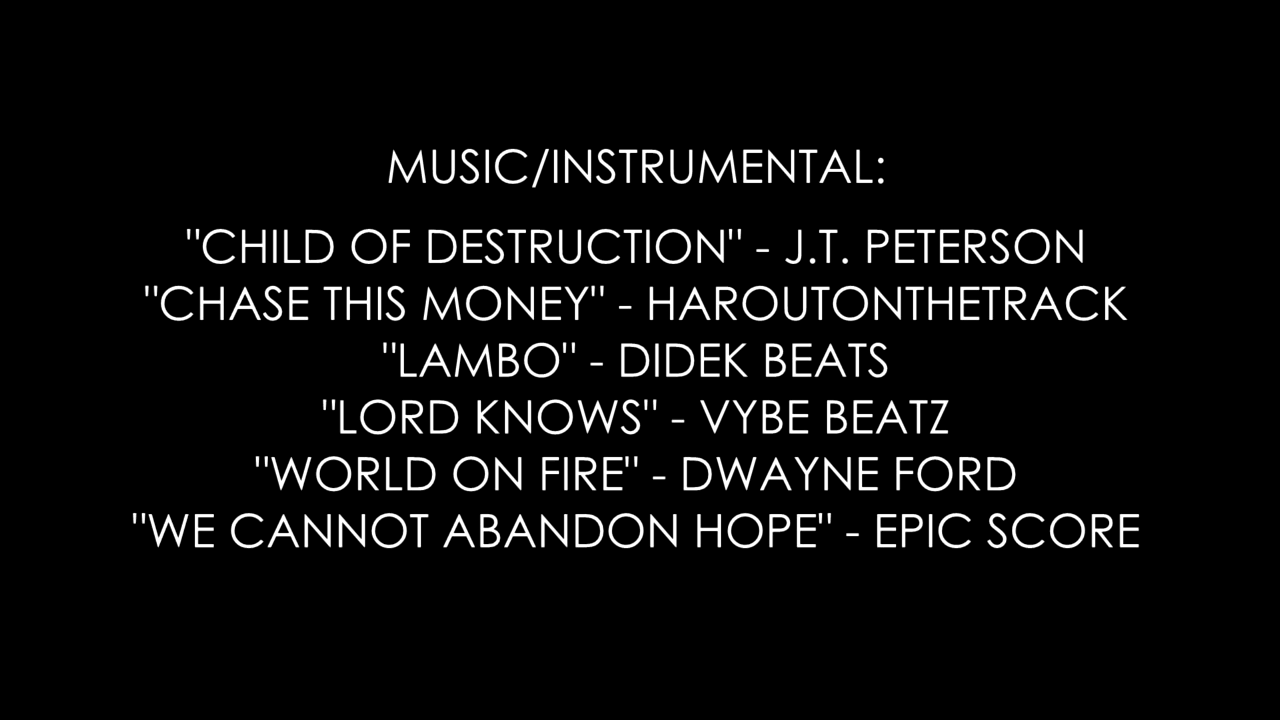 MUSIC/INSTRUMENTAL:
"CHILD OF DESTRUCTION" - J.T. PETERSON
"CHASE THIS MONEY" - HAROUTONTHETRACK
"LAMBO" - DIDEK BEATS
"LORD KNOWS" - VYBE BEATZ
"WORLD ON FIRE" - DWAYNE FORD
"WE CANNOT ABANDON HOPE" - EPIC SCORE